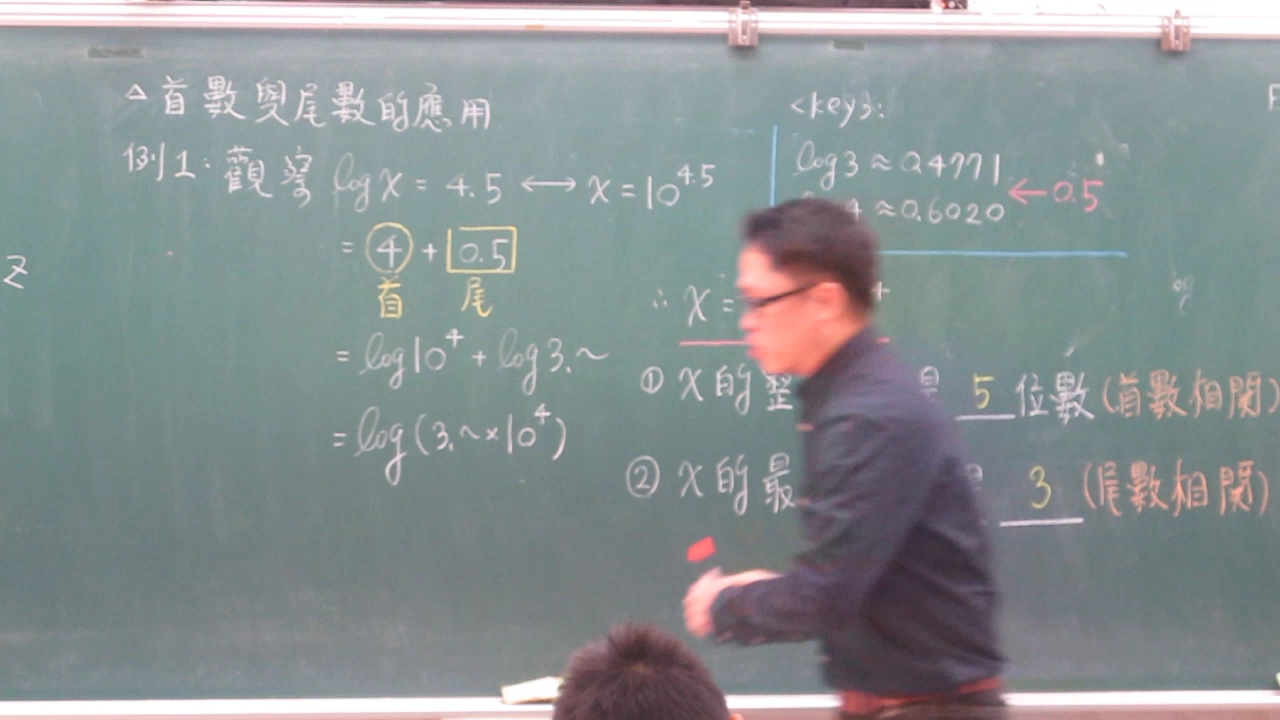 △首數與尾數的應用
例1:觀察 log x = 4.5 ⟷ x = 10^4.5
= 4 + 0.5
首 尾
= log 10^4 + log 3.~
= log (3.~ × 10^4)
<key>:
log 3 ≈ 0.4771
4 ≈ 0.6020 ← 0.5
∴ x =
① x 的整 5 位數 (首數相關)
② x 的最 3 (尾數相關)
Z